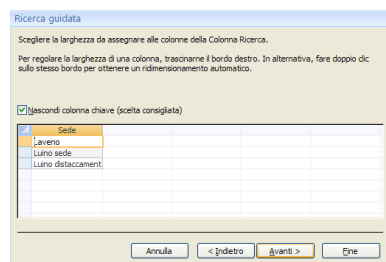 Ricerca guidata
Scegliere la larghezza da assegnare alle colonne della Colonna Ricerca.
Per regolare la larghezza di una colonna, trascinarne il bordo destro. In alternativa, fare doppio clic
sullo stesso bordo per ottenere un ridimensionamento automatico.
Nascondi colonna chiave (scelta consigliata)
Sede
Laveno
Luino sede
Luino distaccament
Annulla
< Indietro
Avanti >
Fine